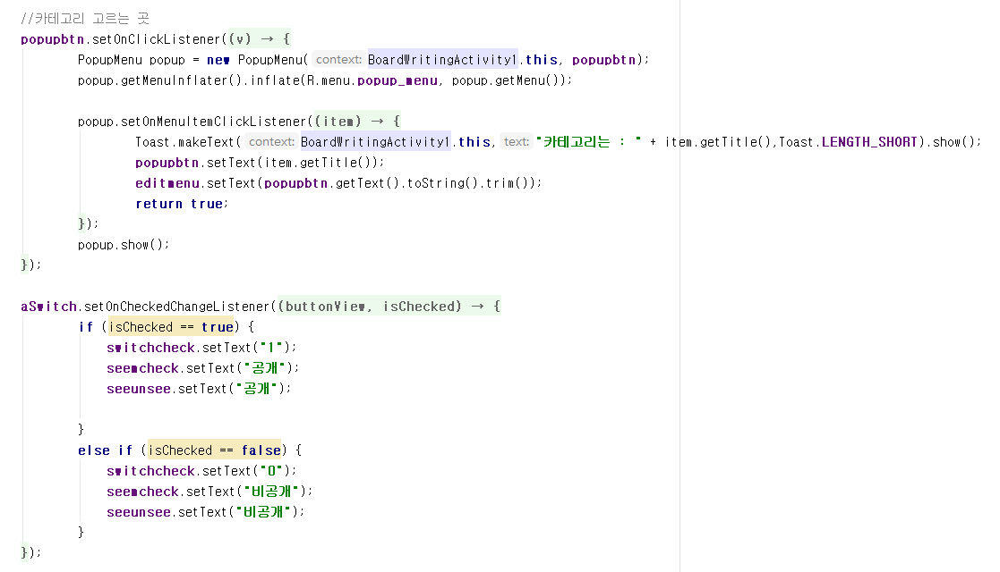 //카테고리 고르는 곳
popupbtn.setOnClickListener((v) → {
PopupMenu popup = new PopupMenu( context: BoardWritingActivity1.this, popupbtn);
popup.getMenuInflater().inflate(R.menu.popup_menu, popup.getMenu());
popup.setOnMenuItemClickListener((item) → {
Toast.makeText( context: BoardWritingActivity1.this, text: "카테고리는 : " + item.getTitle(),Toast.LENGTH_SHORT).show();
popupbtn.setText(item.getTitle());
editmenu.setText(popupbtn.getText().toString().trim());
return true;
});
popup.show();
});
aSwitch.setOnCheckedChangeListener((buttonView, isChecked) → {
if (isChecked == true) {
switchcheck.setText("1");
seemcheck.setText("공개");
seeunsee.setText("공개");
}
else if (isChecked == false) {
switchcheck.setText("0");
seemcheck.setText("비공개");
seeunsee.setText("비공개");
}
});